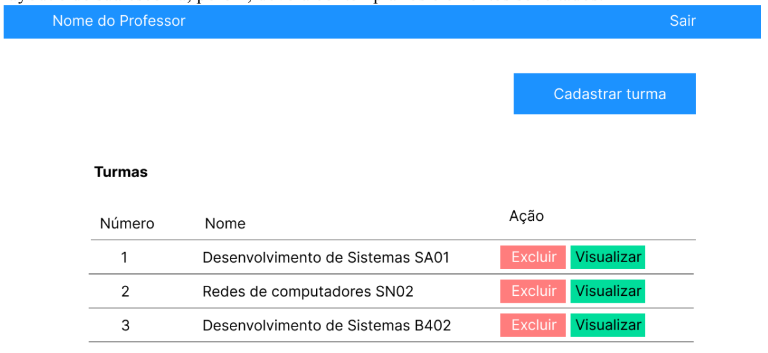 Nome do Professor Sair
Cadastrar turma
Turmas
Número Nome Ação
1 Desenvolvimento de Sistemas SA01 Excluir Visualizar
2 Redes de computadores SN02 Excluir Visualizar
3 Desenvolvimento de Sistemas B402 Excluir Visualizar